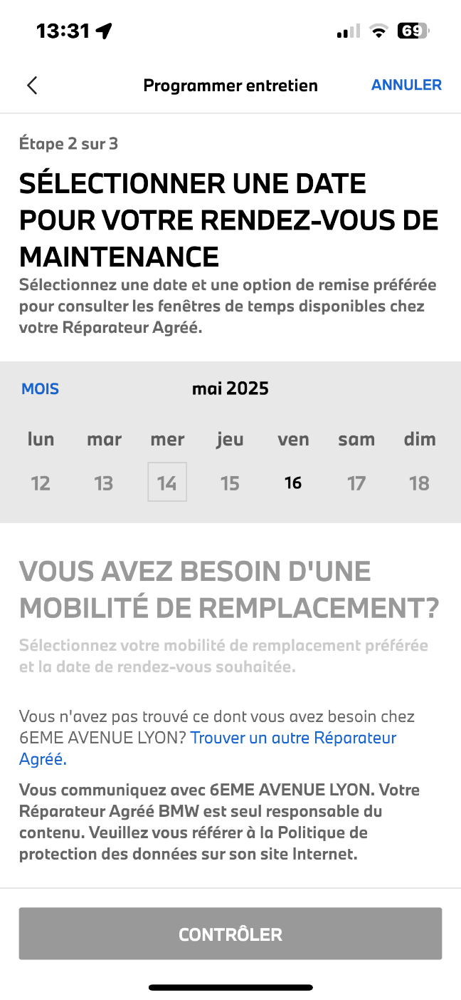 13:31
69
Programmer entretien
ANNULER
Étape 2 sur 3
SÉLECTIONNER UNE DATE
POUR VOTRE RENDEZ-VOUS DE
MAINTENANCE
Sélectionnez une date et une option de remise préférée
pour consulter les fenêtres de temps disponibles chez
votre Réparateur Agréé.
MOIS
mai 2025
lun mar mer jeu ven sam dim
12 13 14 15 16 17 18
VOUS AVEZ BESOIN D'UNE
MOBILITÉ DE REMPLACEMENT?
Sélectionnez votre mobilité de remplacement préférée
et la date de rendez-vous souhaitée.
Vous n'avez pas trouvé ce dont vous avez besoin chez
6EME AVENUE LYON? Trouver un autre Réparateur
Agréé.
Vous communiquez avec 6EME AVENUE LYON. Votre
Réparateur Agréé BMW est seul responsable du
contenu. Veuillez vous référer à la Politique de
protection des données sur son site Internet.
CONTRÔLER